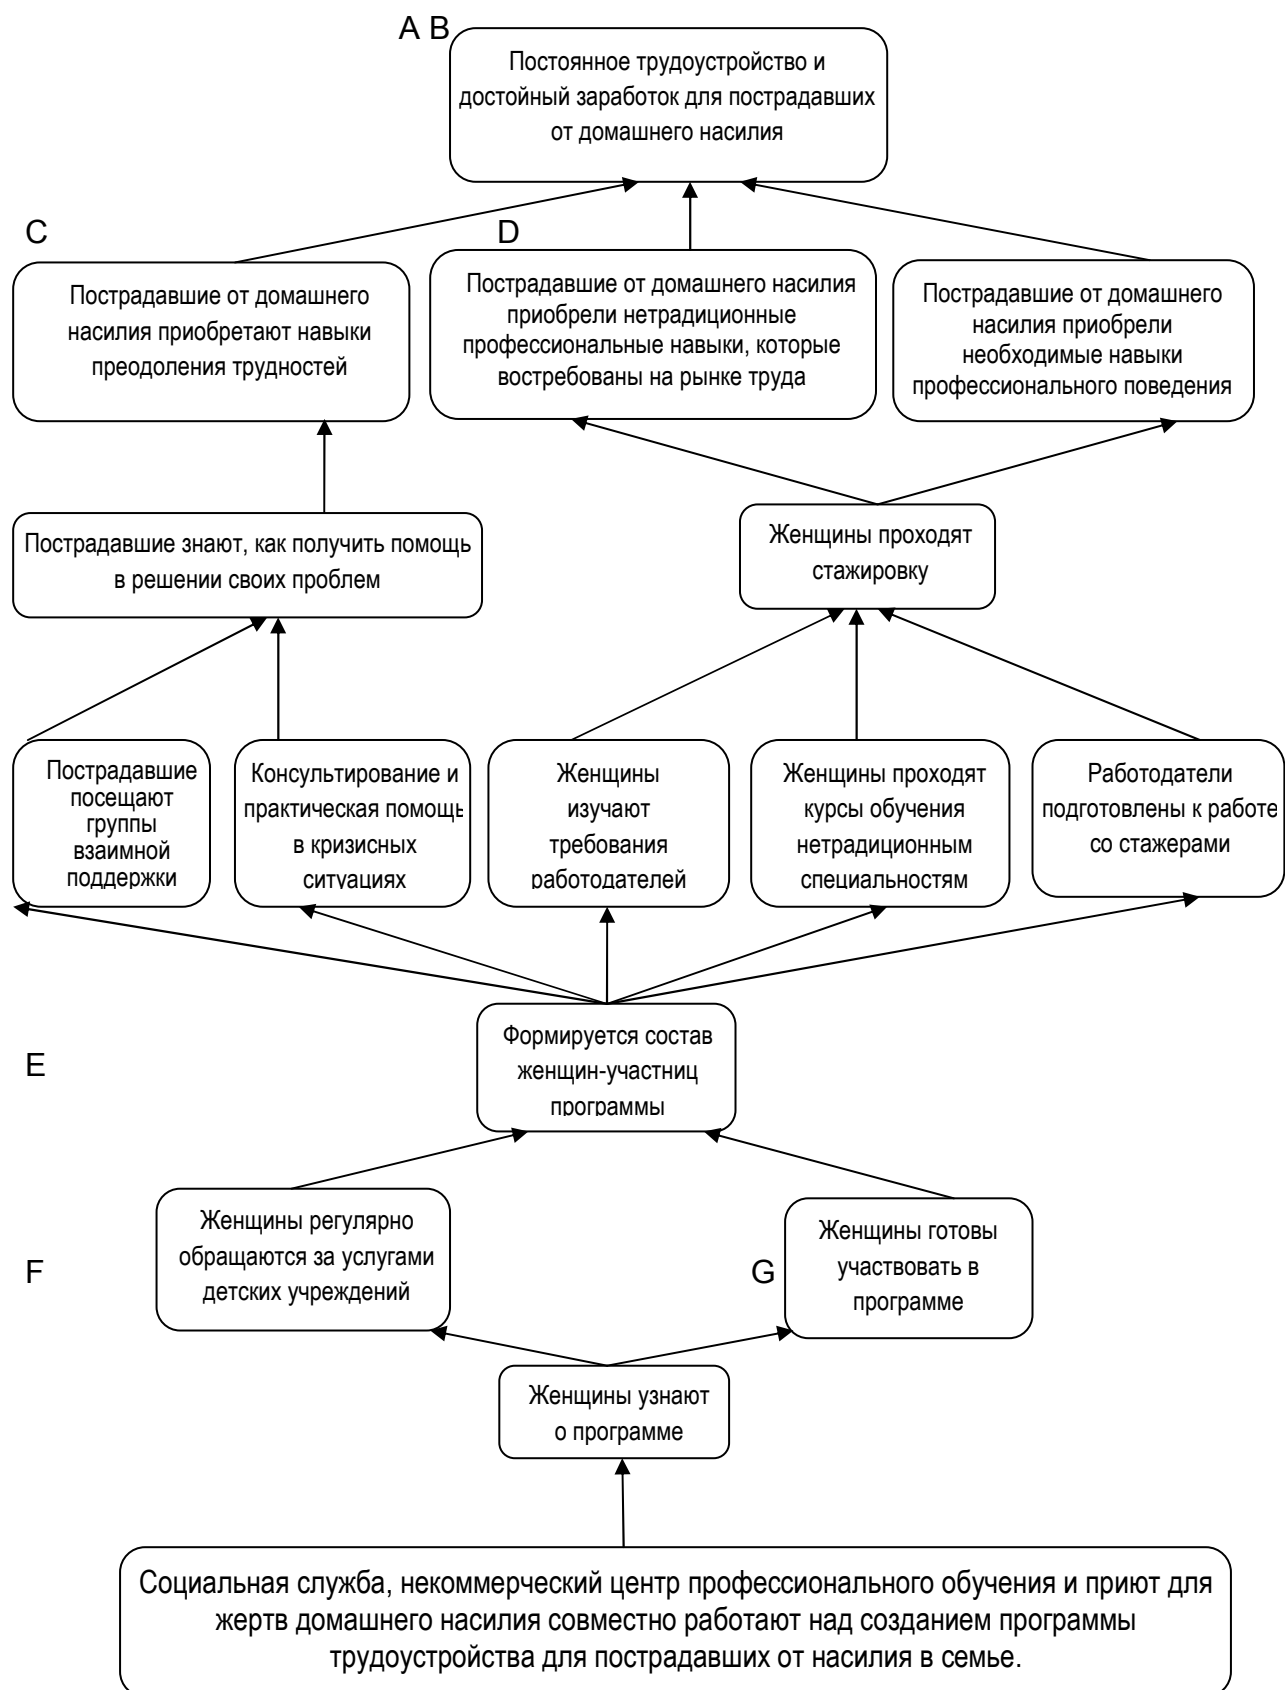 A B
Постоянное трудоустройство и
достойный заработок для пострадавших
от домашнего насилия
C
Пострадавшие от домашнего
насилия приобретают навыки
преодоления трудностей
D
Пострадавшие от домашнего насилия
приобрели нетрадиционные
профессиональные навыки, которые
востребованы на рынке труда
Пострадавшие от домашнего
насилия приобрели
необходимые навыки
профессионального поведения
Пострадавшие знают, как получить помощь
в решении своих проблем
Женщины проходят
стажировку
Пострадавшие
посещают
группы
взаимной
поддержки
Консультирование и
практическая помощь
в кризисных
ситуациях
Женщины
изучают
требования
работодателей
Женщины проходят
курсы обучения
нетрадиционным
специальностям
Работодатели
подготовлены к работе
со стажерами
E
Формируется состав
женщин-участниц
программы
F
Женщины регулярно
обращаются за услугами
детских учреждений
G
Женщины готовы
участвовать в
программе
Женщины узнают
о программе
Социальная служба, некоммерческий центр профессионального обучения и приют для
жертв домашнего насилия совместно работают над созданием программы
трудоустройства для пострадавших от насилия в семье.